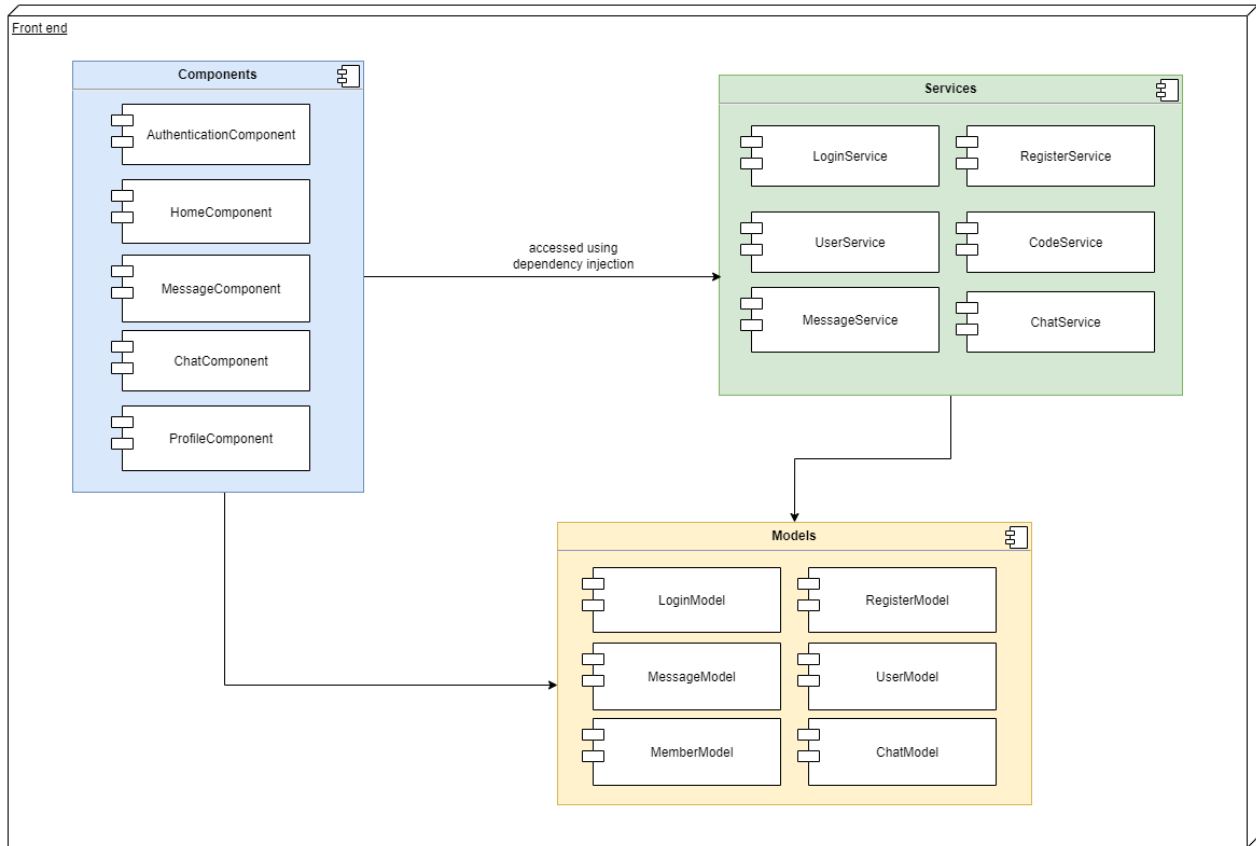 Front end
Components
AuthenticationComponent
HomeComponent
MessageComponent
ChatComponent
ProfileComponent
accessed using
dependency injection
Services
LoginService
RegisterService
UserService
CodeService
MessageService
ChatService
Models
LoginModel
RegisterModel
MessageModel
UserModel
MemberModel
ChatModel